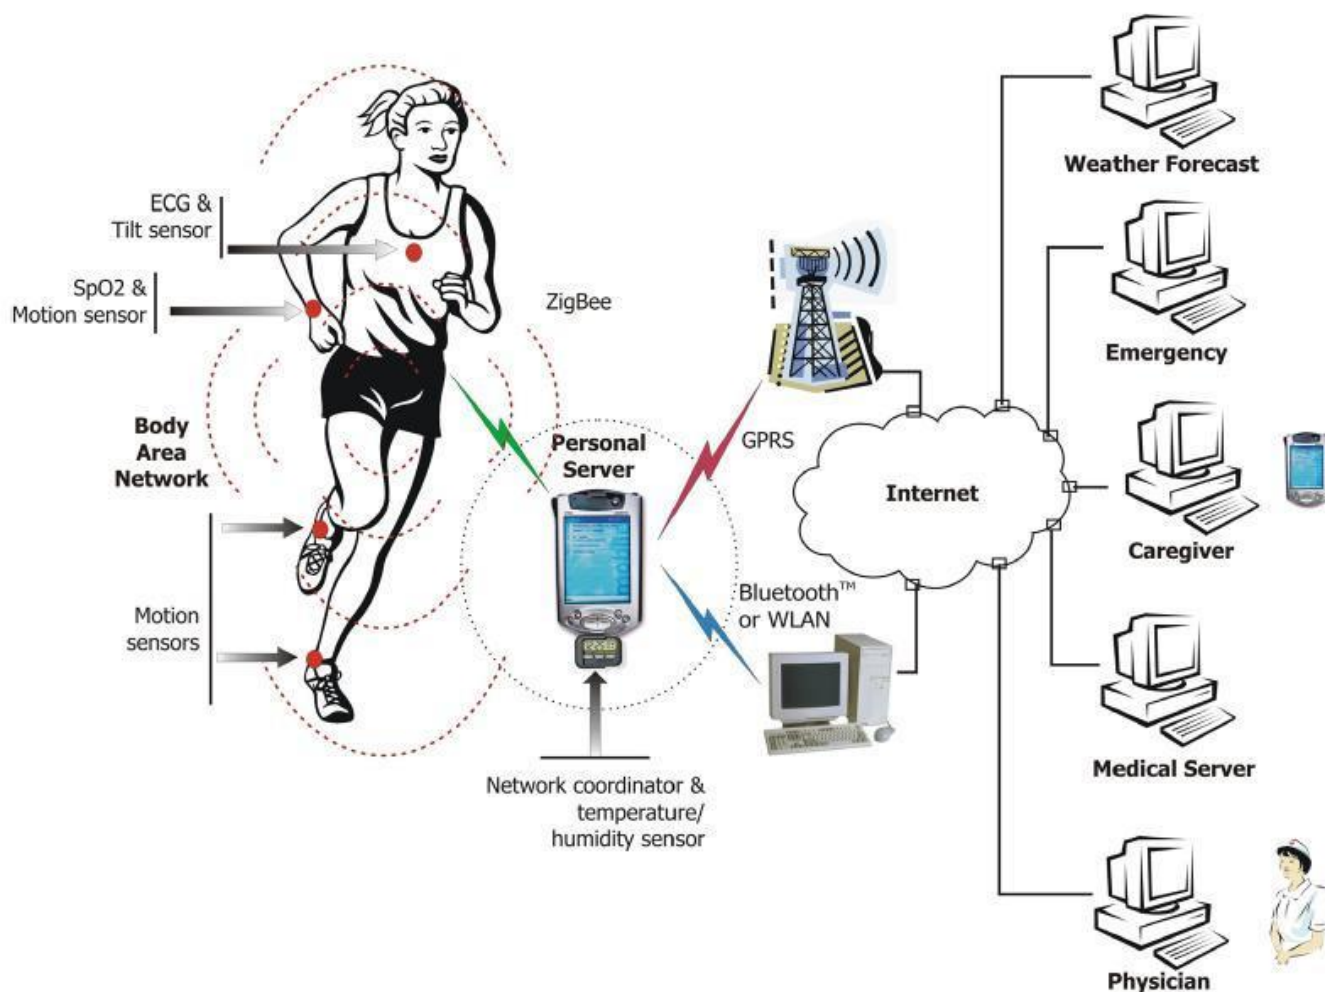 Weather Forecast
ECG &
Tilt sensor
SpO2 &
Motion sensor
ZigBee
Emergency
Body
Area
Network
Personal
Server
GPRS
Internet
Caregiver
Motion
sensors
Bluetooth™
or WLAN
Network coordinator &
temperature/
humidity sensor
Medical Server
Physician